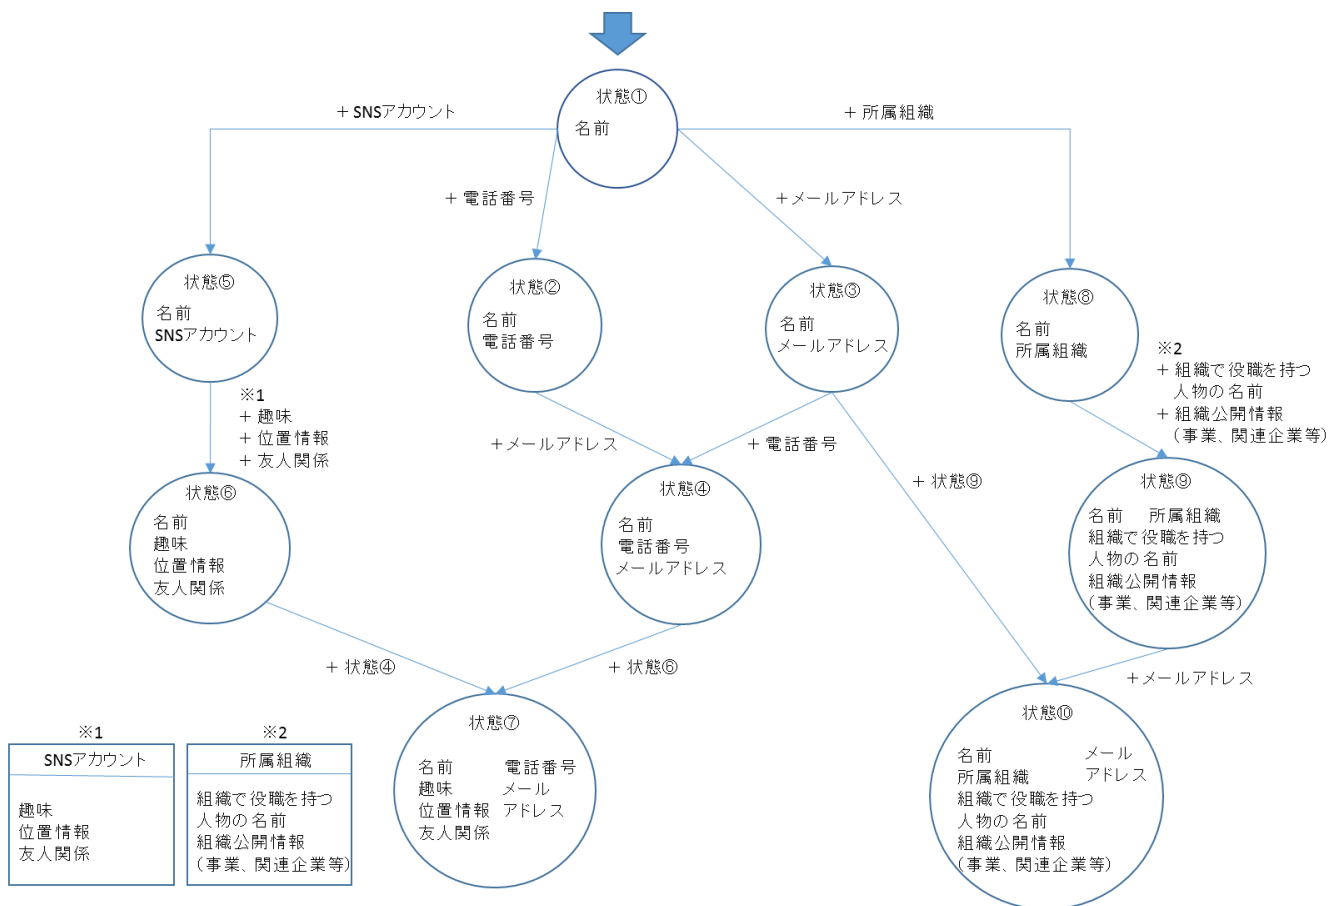 状態①
名前
+ SNSアカウント
+ 所属組織
+ 電話番号
+メールアドレス
状態⑤
名前
SNSアカウント
状態②
名前
電話番号
状態③
名前
メールアドレス
状態⑧
名前
所属組織
※1
+ 趣味
+ 位置情報
+ 友人関係
※2
+ 組織で役職を持つ
人物の名前
+ 組織公開情報
(事業、関連企業等)
+メールアドレス
+ 電話番号
+ 状態⑨
状態⑥
名前
趣味
位置情報
友人関係
状態④
名前
電話番号
メールアドレス
状態⑨
名前 所属組織
組織で役職を持つ
人物の名前
組織公開情報
(事業、関連企業等)
+ 状態④
+ 状態⑥
+メールアドレス
状態⑦
名前 電話番号
趣味 メール
位置情報 アドレス
友人関係
状態⑩
名前 メール
所属組織 アドレス
組織で役職を持つ
人物の名前
組織公開情報
(事業、関連企業等)
※1
SNSアカウント
趣味
位置情報
友人関係
※2
所属組織
組織で役職を持つ
人物の名前
組織公開情報
(事業、関連企業等)